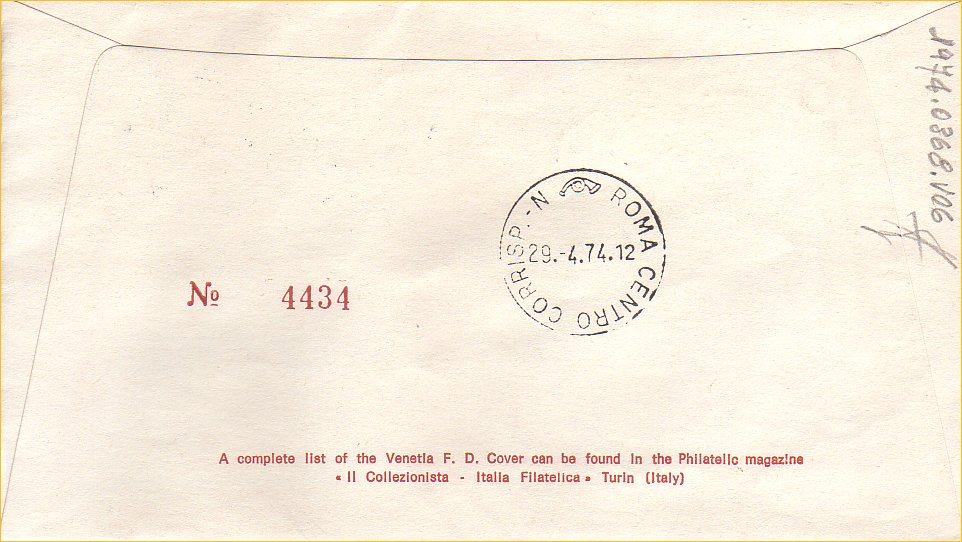 1974.0368.V06
ROMA CENTRO CORRISP.-N
29.-4.74.12
No 4434
A complete list of the Venetia F. D. Cover can be found in the Philatelic magazine
« Il Collezionista - Italia Filatelica » Turin (Italy)